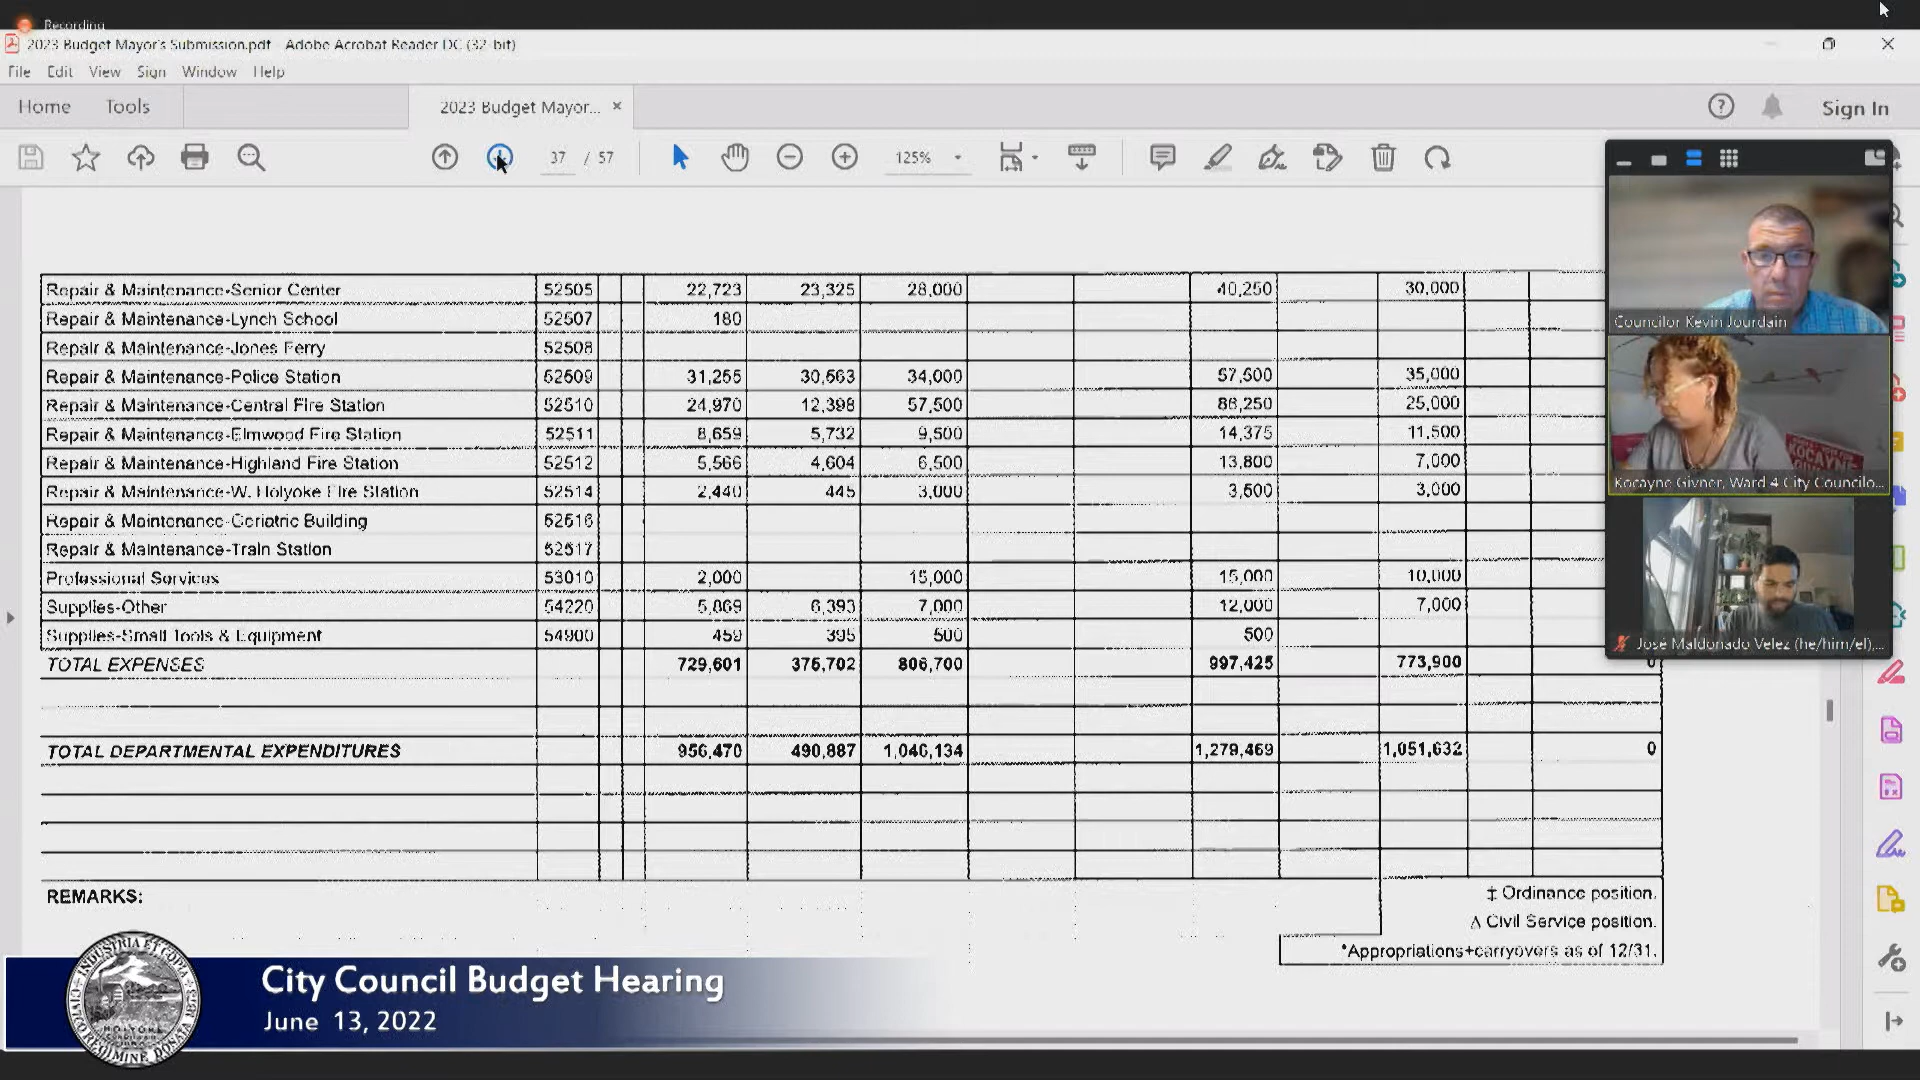 Recording
2023 Budget Mayor's Submission.pdf - Adobe Acrobat Reader DC (32-bit)
File Edit View Sign Window Help
Home Tools 2023 Budget Mayor... × Sign In
37 / 57 125%
Repair & Maintenance-Senior Center 52505 22,723 23,325 28,000 40,250 30,000
Repair & Maintenance-Lynch School 52507 180
Repair & Maintenance-Jones Ferry 52508
Repair & Maintenance-Police Station 52509 31,255 30,563 34,000 57,500 35,000
Repair & Maintenance-Central Fire Station 52510 24,970 12,398 57,500 86,250 25,000
Repair & Maintenance-Elmwood Fire Station 52511 8,659 5,732 9,500 14,375 11,500
Repair & Maintenance-Highland Fire Station 52512 5,566 4,604 6,500 13,800 7,000
Repair & Maintenance-W. Holyoke Fire Station 52514 2,440 445 3,000 3,500 3,000
Repair & Maintenance-Geriatric Building 52516
Repair & Maintenance-Train Station 52517
Professional Services 53010 2,000 15,000 15,000 10,000
Supplies-Other 54220 5,869 6,393 7,000 12,000 7,000
Supplies-Small Tools & Equipment 54900 459 395 500 500
TOTAL EXPENSES 729,601 376,702 806,700 997,425 773,900 0
TOTAL DEPARTMENTAL EXPENDITURES 956,470 490,887 1,046,134 1,279,469 1,051,632 0
REMARKS:
‡ Ordinance position.
Δ Civil Service position.
*Appropriations+carryovers as of 12/31.
Councilor Kevin Jourdain
KOCAYNE
Kocayne Givner, Ward 4 City Councilo...
José Maldonado Velez (he/him/el),...
INDUSTRIA ET COPIA
HOLYOKE
City Council Budget Hearing
June 13, 2022